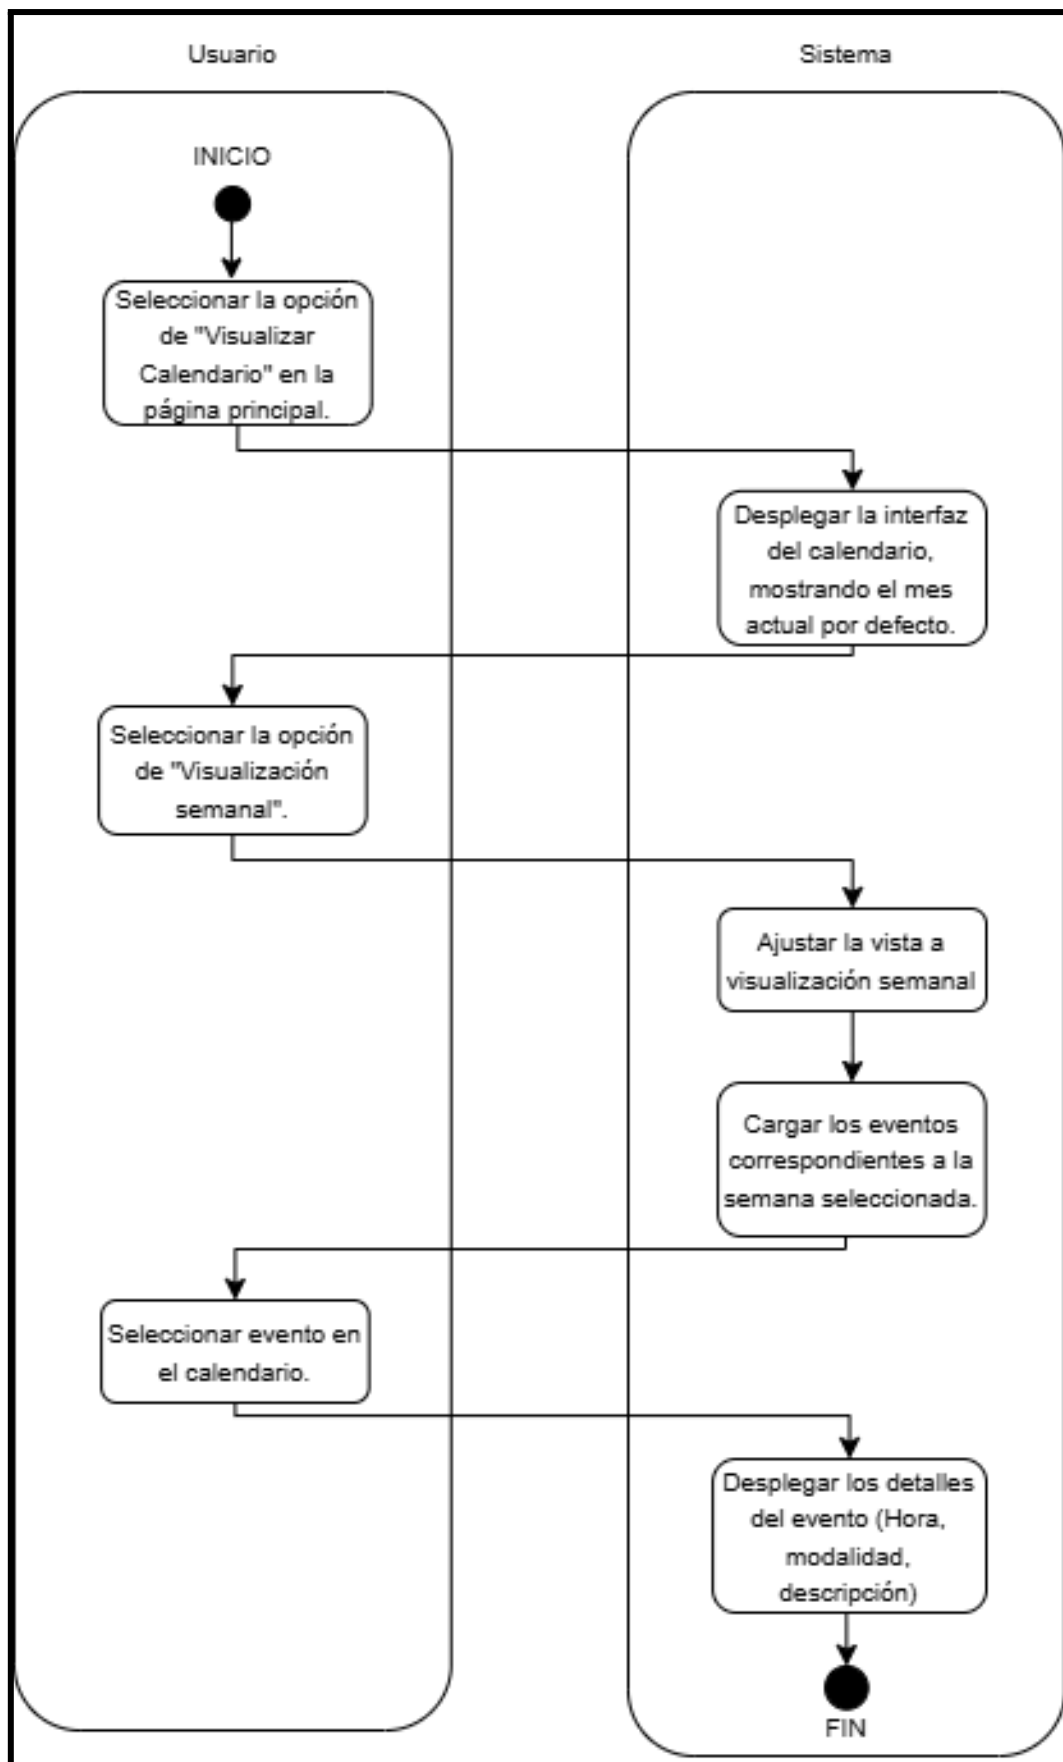 Usuario
Sistema
INICIO
Seleccionar la opción
de "Visualizar
Calendario" en la
página principal.
Desplegar la interfaz
del calendario,
mostrando el mes
actual por defecto.
Seleccionar la opción
de "Visualización
semanal".
Ajustar la vista a
visualización semanal
Cargar los eventos
correspondientes a la
semana seleccionada.
Seleccionar evento en
el calendario.
Desplegar los detalles
del evento (Hora,
modalidad,
descripción)
FIN